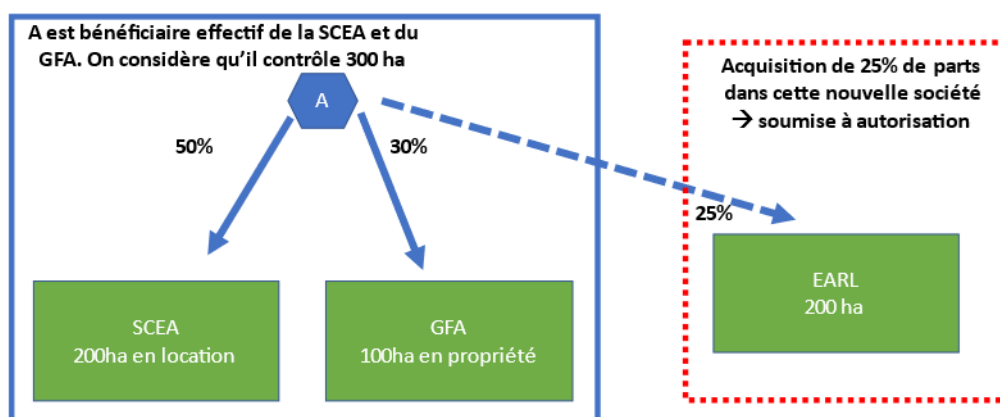 A est bénéficiaire effectif de la SCEA et du
GFA. On considère qu'il contrôle 300 ha
A
50%
30%
SCEA
200ha en location
GFA
100ha en propriété
Acquisition de 25% de parts
dans cette nouvelle société
→ soumise à autorisation
25%
EARL
200 ha